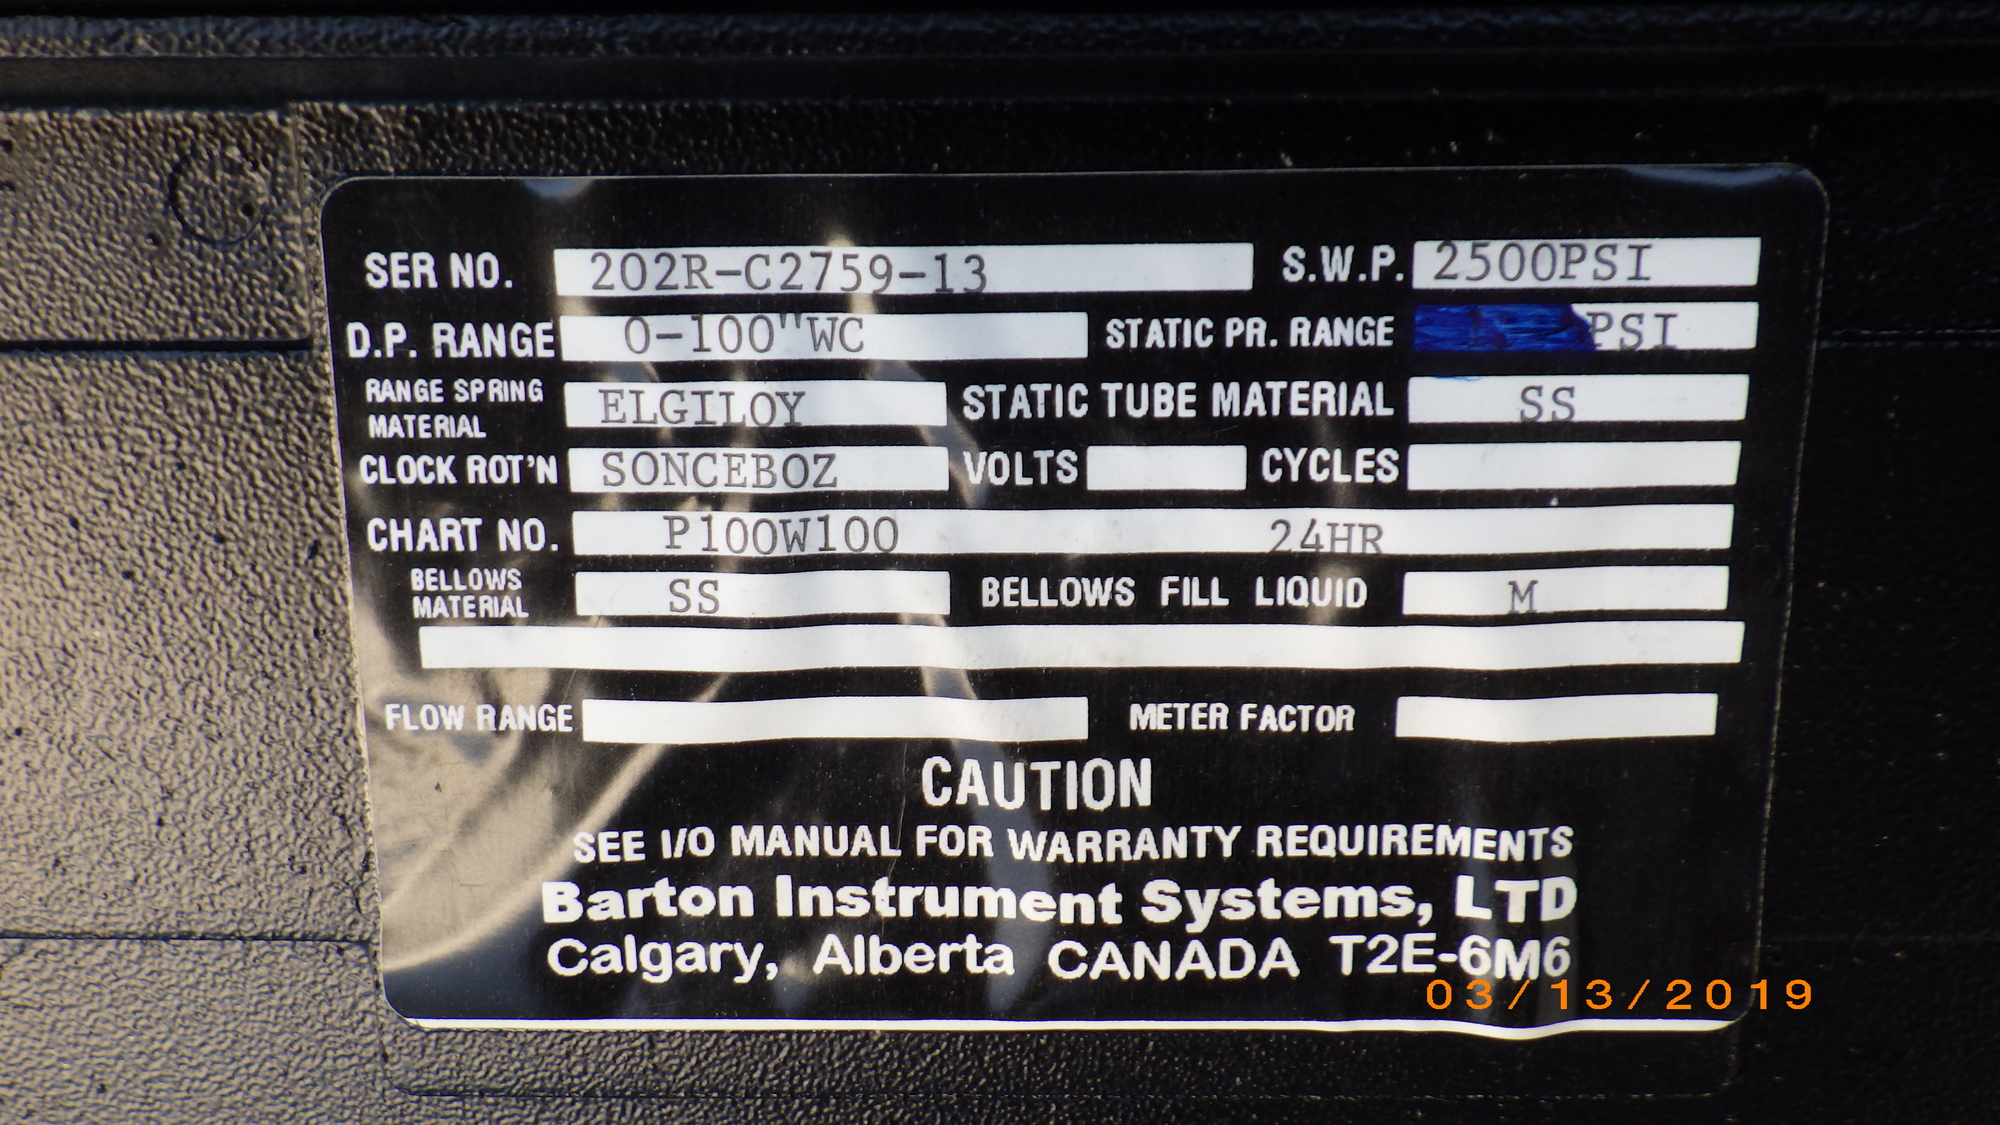 SER NO. 202R-C2759-13 S.W.P. 2500PSI
D.P. RANGE 0-100"WC STATIC PR. RANGE PSI
RANGE SPRING MATERIAL ELGILOY STATIC TUBE MATERIAL SS
CLOCK ROT'N SONCEBOZ VOLTS CYCLES
CHART NO. P100W100 24HR
BELLOWS MATERIAL SS BELLOWS FILL LIQUID M
FLOW RANGE METER FACTOR
CAUTION
SEE I/O MANUAL FOR WARRANTY REQUIREMENTS
Barton Instrument Systems, LTD
Calgary, Alberta CANADA T2E-6M6
03/13/2019